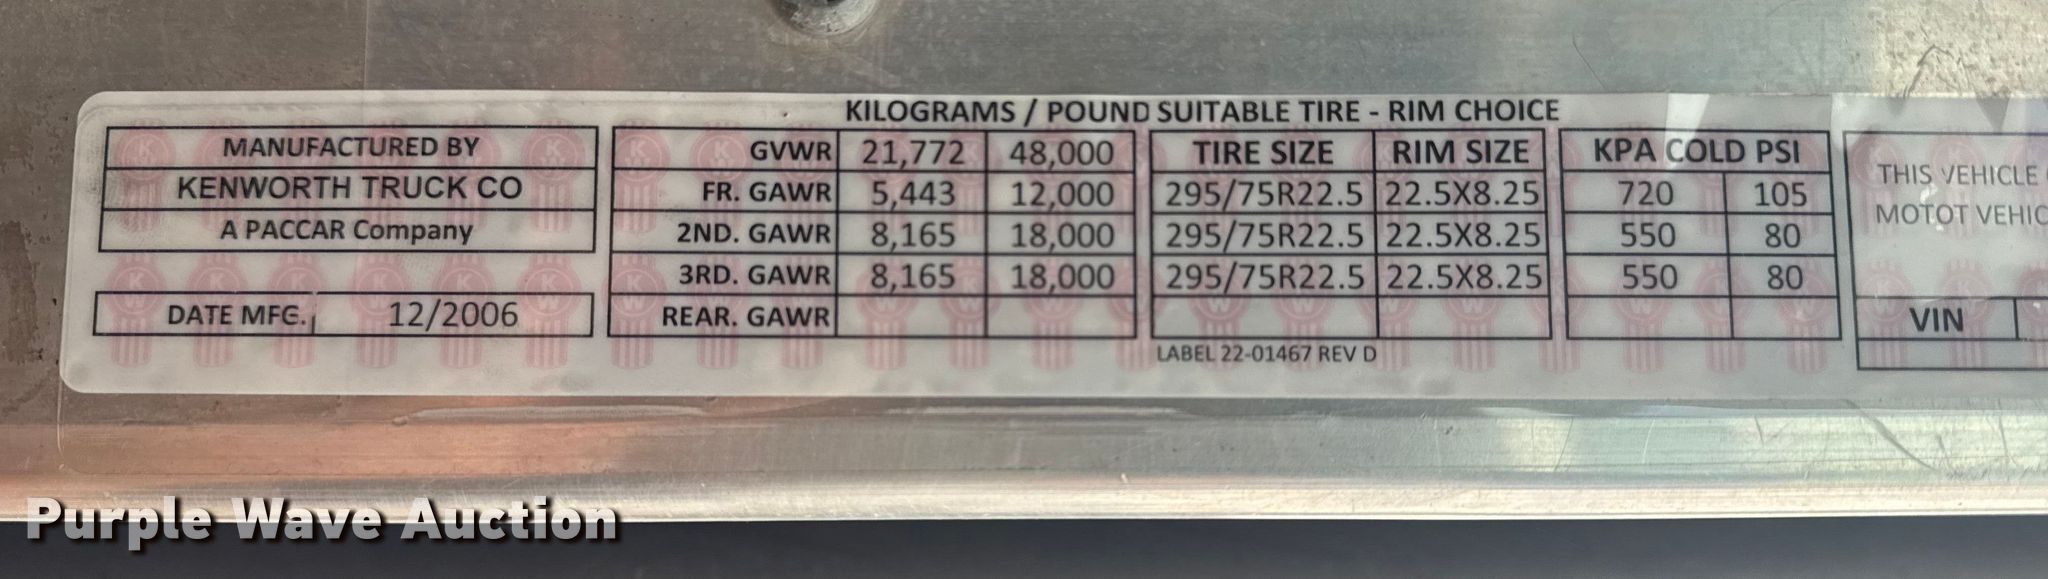 KILOGRAMS / POUND SUITABLE TIRE - RIM CHOICE
MANUFACTURED BY
KENWORTH TRUCK CO
A PACCAR Company
DATE MFG. 12/2006
GVWR 21,772 48,000 TIRE SIZE RIM SIZE KPA COLD PSI
FR. GAWR 5,443 12,000 295/75R22.5 22.5X8.25 720 105
2ND. GAWR 8,165 18,000 295/75R22.5 22.5X8.25 550 80
3RD. GAWR 8,165 18,000 295/75R22.5 22.5X8.25 550 80
REAR. GAWR
LABEL 22-01467 REV D
THIS VEHICLE
MOTOT VEHIC
VIN
Purple Wave Auction